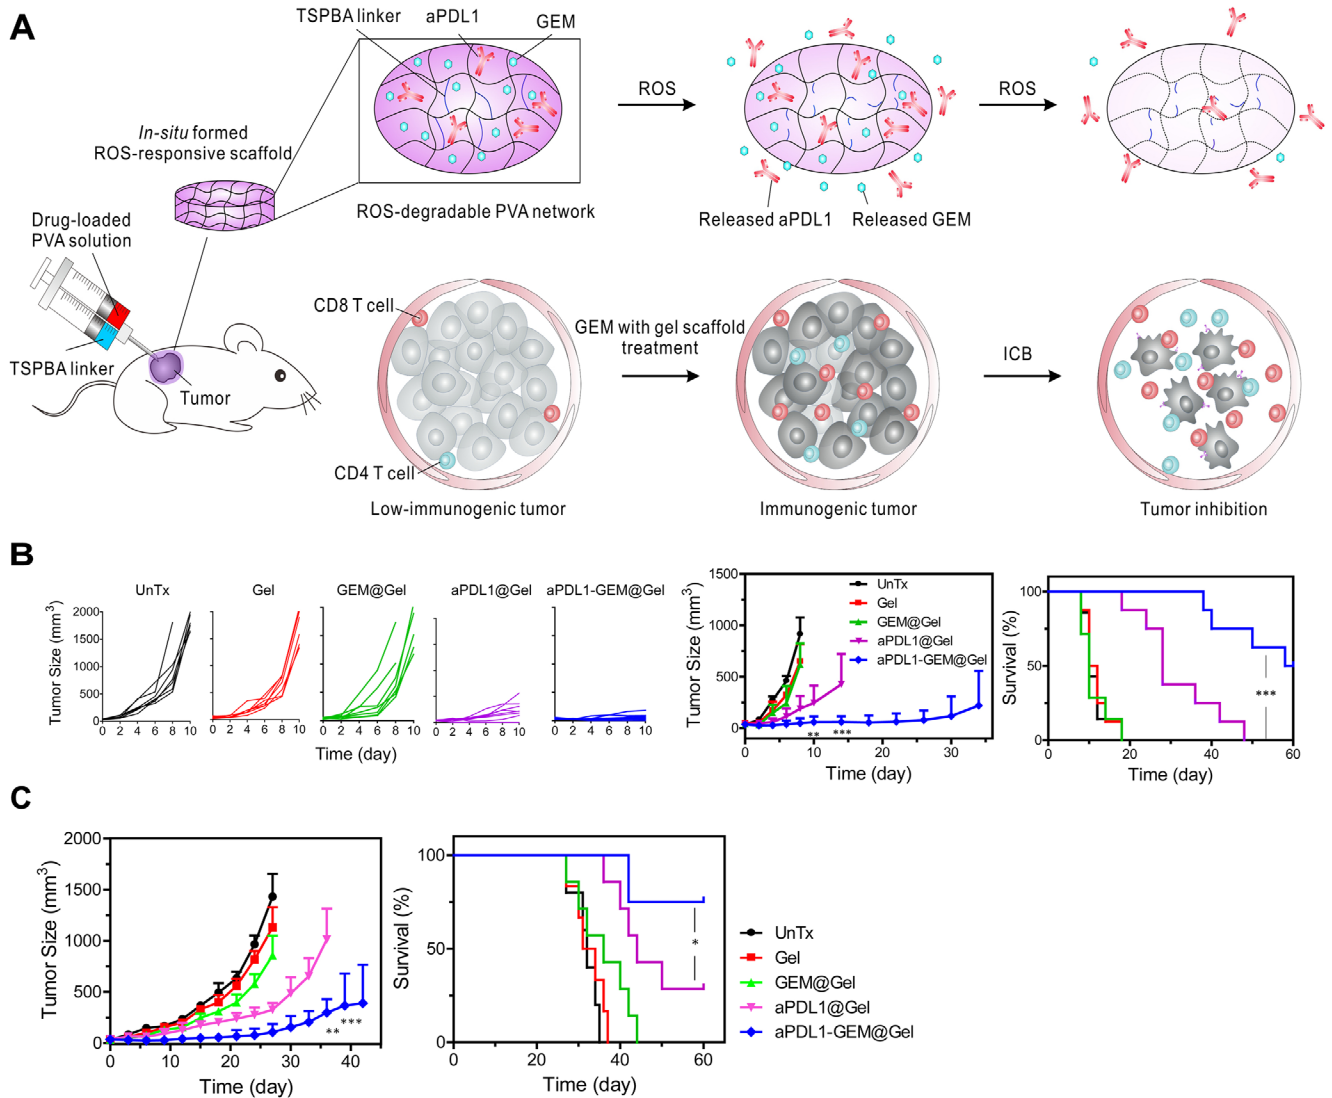 A
TSPBA linker
aPDL1
GEM
ROS
ROS
In-situ formed
ROS-responsive scaffold
ROS-degradable PVA network
Released aPDL1
Released GEM
Drug-loaded
PVA solution
TSPBA linker
Tumor
CD8 T cell
CD4 T cell
GEM with gel scaffold
treatment
ICB
Low-immunogenic tumor
Immunogenic tumor
Tumor inhibition
B
UnTx
Gel
GEM@Gel
aPDL1@Gel
aPDL1-GEM@Gel
Tumor Size (mm³)
2000
1500
1000
500
0
0 2 4 6 8 10
0 2 4 6 8 10
0 2 4 6 8 10
0 2 4 6 8 10
0 2 4 6 8 10
Time (day)
Time (day)
Time (day)
Tumor Size (mm³)
1500
1000
500
0
0 10 20 30
Time (day)
UnTx
Gel
GEM@Gel
aPDL1@Gel
aPDL1-GEM@Gel
** ***
Survival (%)
100
50
0
0 20 40 60
Time (day)
***
C
Tumor Size (mm³)
2000
1500
1000
500
0
0 10 20 30 40
Time (day)
** ***
Survival (%)
100
50
0
0 20 40 60
Time (day)
*
UnTx
Gel
GEM@Gel
aPDL1@Gel
aPDL1-GEM@Gel